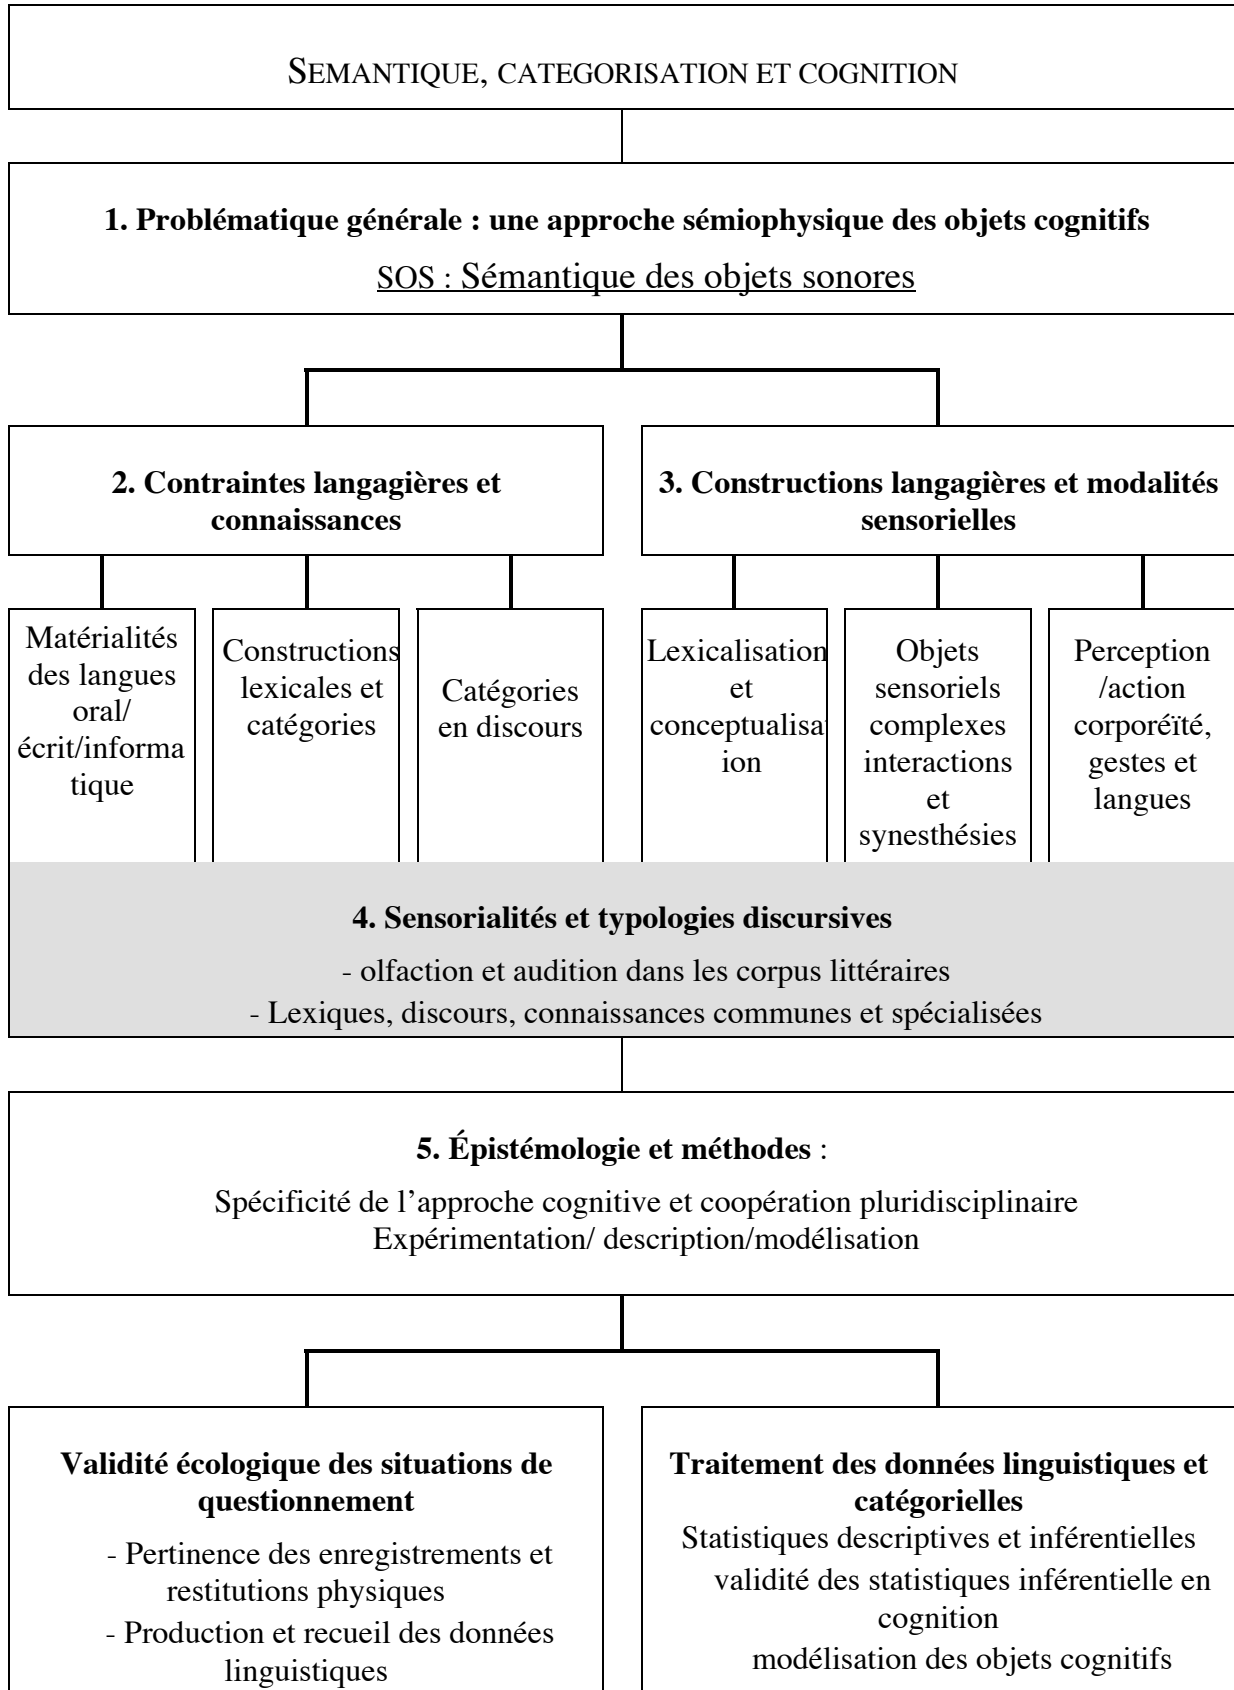 SEMANTIQUE, CATEGORISATION ET COGNITION
1. Problématique générale : une approche sémiophysique des objets cognitifs
SOS : Sémantique des objets sonores
2. Contraintes langagières et
connaissances
3. Constructions langagières et modalités
sensorielles
Matérialités
des langues
oral/
écrit/informa
tique
Constructions
lexicales et
catégories
Catégories
en discours
Lexicalisation
et
conceptualisat
ion
Objets
sensoriels
complexes
interactions
et
synesthésies
Perception
/action
corporéïté,
gestes et
langues
4. Sensorialités et typologies discursives
- olfaction et audition dans les corpus littéraires
- Lexiques, discours, connaissances communes et spécialisées
5. Épistémologie et méthodes :
Spécificité de l’approche cognitive et coopération pluridisciplinaire
Expérimentation/ description/modélisation
Validité écologique des situations de
questionnement
- Pertinence des enregistrements et
restitutions physiques
- Production et recueil des données
linguistiques
Traitement des données linguistiques et
catégorielles
Statistiques descriptives et inférentielles
validité des statistiques inférentielle en
cognition
modélisation des objets cognitifs